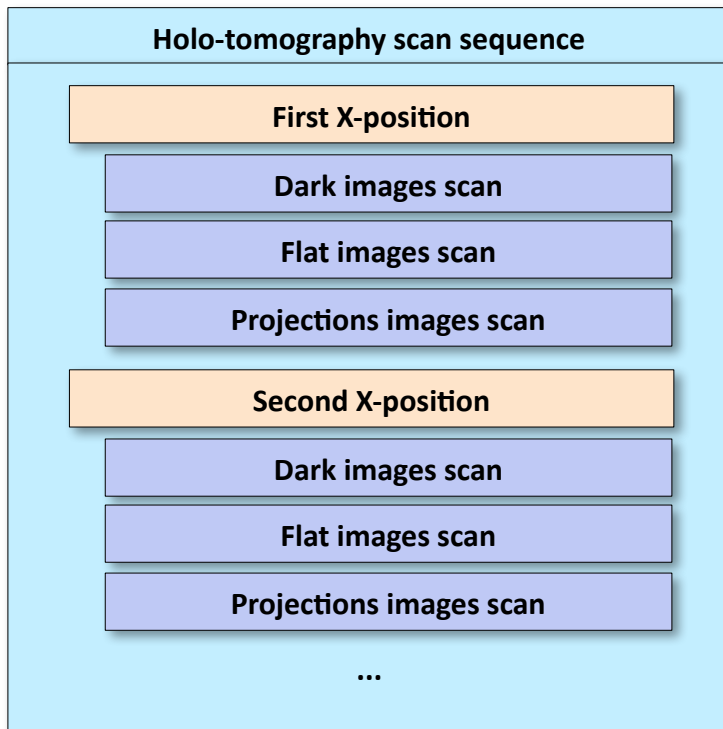 Holo-tomography scan sequence
First X-position
Dark images scan
Flat images scan
Projections images scan
Second X-position
Dark images scan
Flat images scan
Projections images scan
...